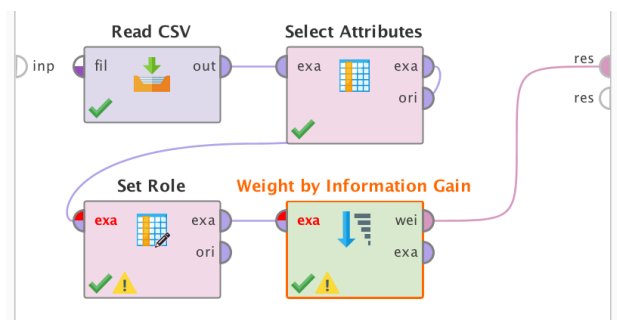 Read CSV
Select Attributes
inp
fil
out
exa
exa
ori
res
res
Set Role
Weight by Information Gain
exa
exa
ori
exa
wei
exa